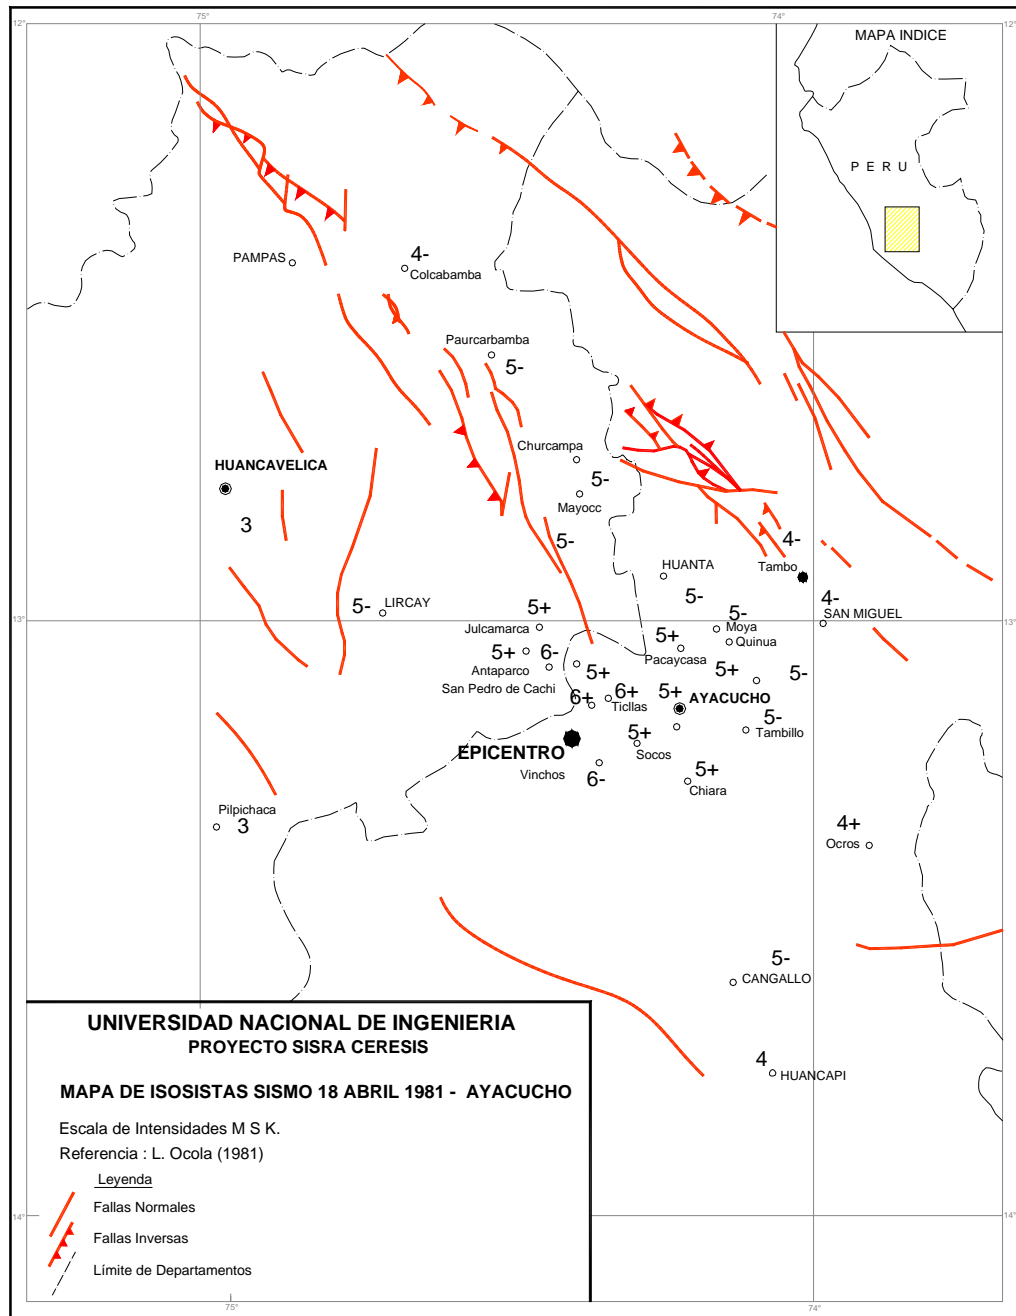 75°
74°
12°
12°
MAPA INDICE
P E R U
PAMPAS
4-
Colcabamba
Paurcarbamba
5-
Churcampa
HUANCAVELICA
5-
Mayocc
3
5-
4-
HUANTA
Tambo
5-
LIRCAY
5+
5-
5-
4-
SAN MIGUEL
13°
13°
Julcamarca
Moya
5+
Quinua
5+
6-
Pacaycasa
Antaparco
5+
5+
5-
San Pedro de Cachi
6+
6+
5+
AYACUCHO
Ticllas
5-
Tambillo
EPICENTRO
5+
Socos
Vinchos
6-
5+
Chiara
Pilpichaca
3
4+
Ocros
5-
CANGALLO
4
HUANCAPI
UNIVERSIDAD NACIONAL DE INGENIERIA
PROYECTO SISRA CERESIS
MAPA DE ISOSISTAS SISMO 18 ABRIL 1981 - AYACUCHO
Escala de Intensidades M S K.
Referencia : L. Ocola (1981)
Leyenda
Fallas Normales
Fallas Inversas
Límite de Departamentos
14°
14°
75°
74°